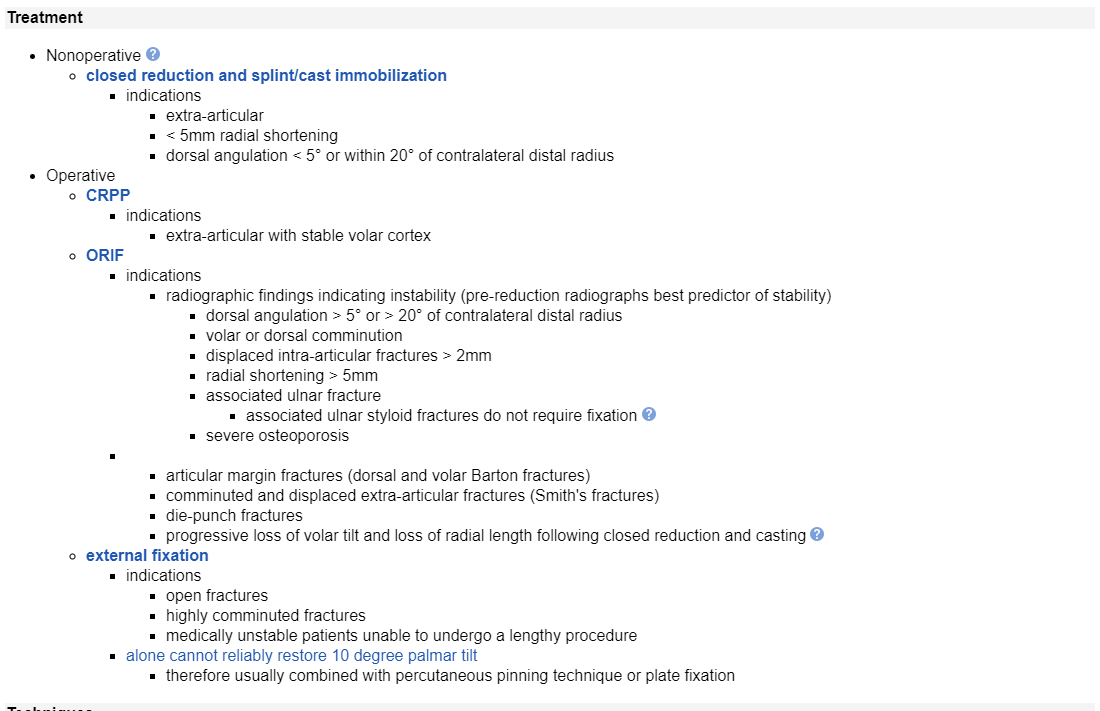 Treatment
Nonoperative
closed reduction and splint/cast immobilization
indications
extra-articular
< 5mm radial shortening
dorsal angulation < 5° or within 20° of contralateral distal radius
Operative
CRPP
indications
extra-articular with stable volar cortex
ORIF
indications
radiographic findings indicating instability (pre-reduction radiographs best predictor of stability)
dorsal angulation > 5° or > 20° of contralateral distal radius
volar or dorsal comminution
displaced intra-articular fractures > 2mm
radial shortening > 5mm
associated ulnar fracture
associated ulnar styloid fractures do not require fixation
severe osteoporosis
articular margin fractures (dorsal and volar Barton fractures)
comminuted and displaced extra-articular fractures (Smith's fractures)
die-punch fractures
progressive loss of volar tilt and loss of radial length following closed reduction and casting
external fixation
indications
open fractures
highly comminuted fractures
medically unstable patients unable to undergo a lengthy procedure
alone cannot reliably restore 10 degree palmar tilt
therefore usually combined with percutaneous pinning technique or plate fixation
Techniques